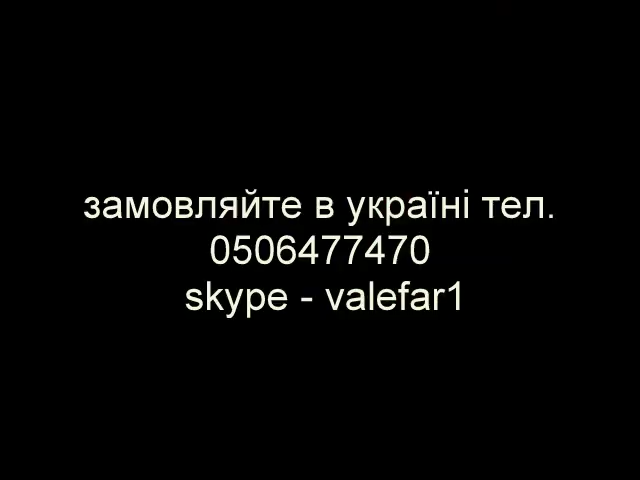 замовляйте в україні тел.
0506477470
skype - valefar1